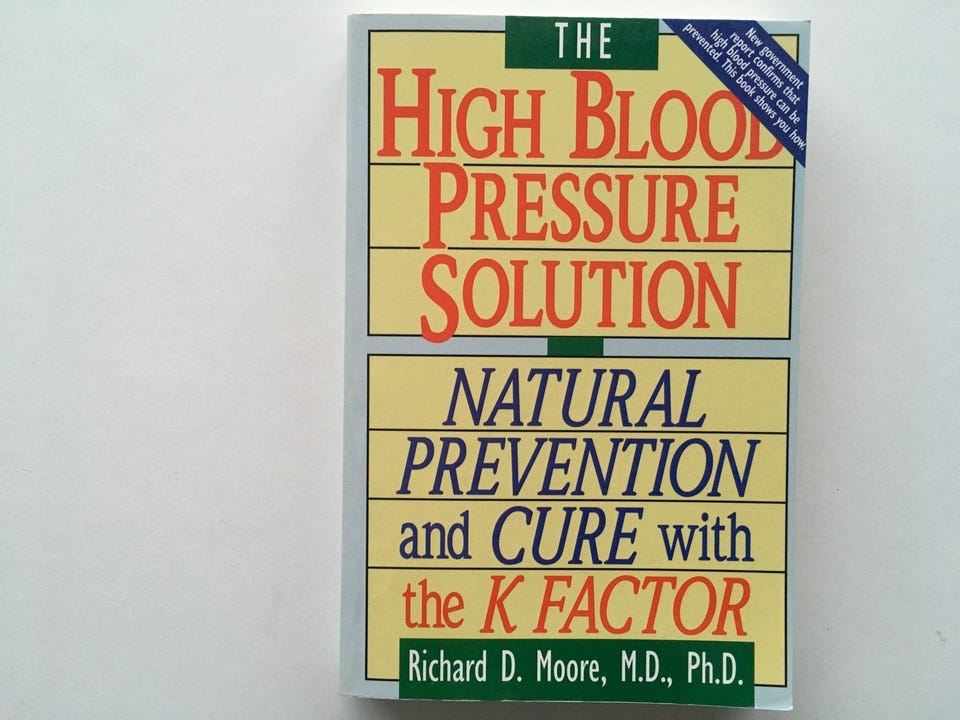 THE
HIGH BLOOD
PRESSURE
SOLUTION
New government
report confirms that
high blood pressure can be
prevented. This book shows you how.
NATURAL
PREVENTION
and CURE with
the K FACTOR
Richard D. Moore, M.D., Ph.D.